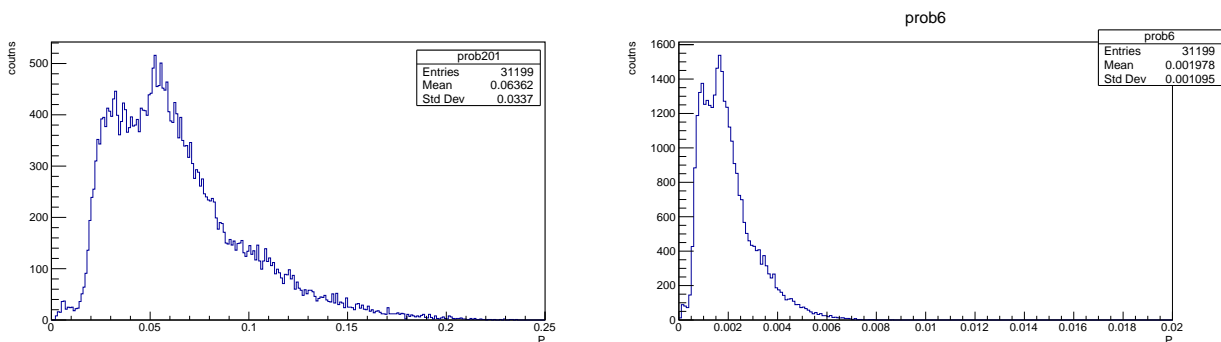 coutns
500
400
300
200
100
0
0
0.05
0.1
0.15
0.2
0.25
P
prob201
Entries 31199
Mean 0.06362
Std Dev 0.0337
prob6
coutns
1600
1400
1200
1000
800
600
400
200
0
0
0.002
0.004
0.006
0.008
0.01
0.012
0.014
0.016
0.018
0.02
P
prob6
Entries 31199
Mean 0.001978
Std Dev 0.001095